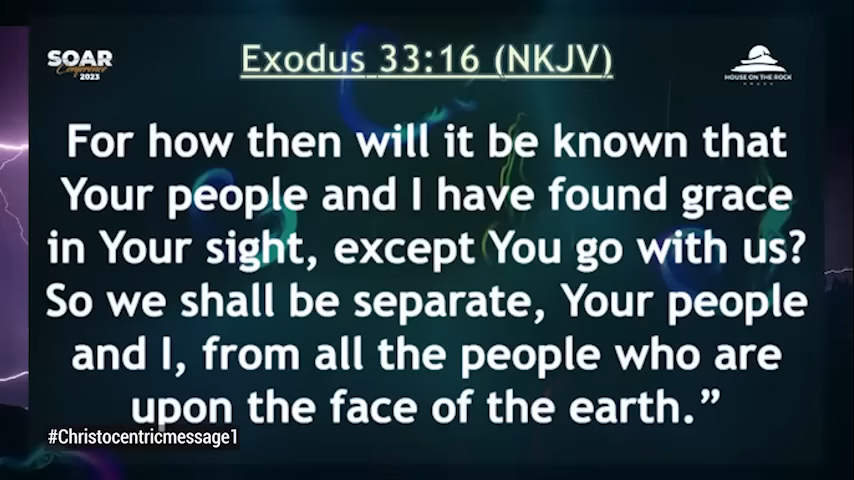 SOAR
Conference
2023
Exodus 33:16 (NKJV)
HOUSE ON THE ROCK
For how then will it be known that
Your people and I have found grace
in Your sight, except You go with us?
So we shall be separate, Your people
and I, from all the people who are
upon the face of the earth.”
#Christocentricmessage1